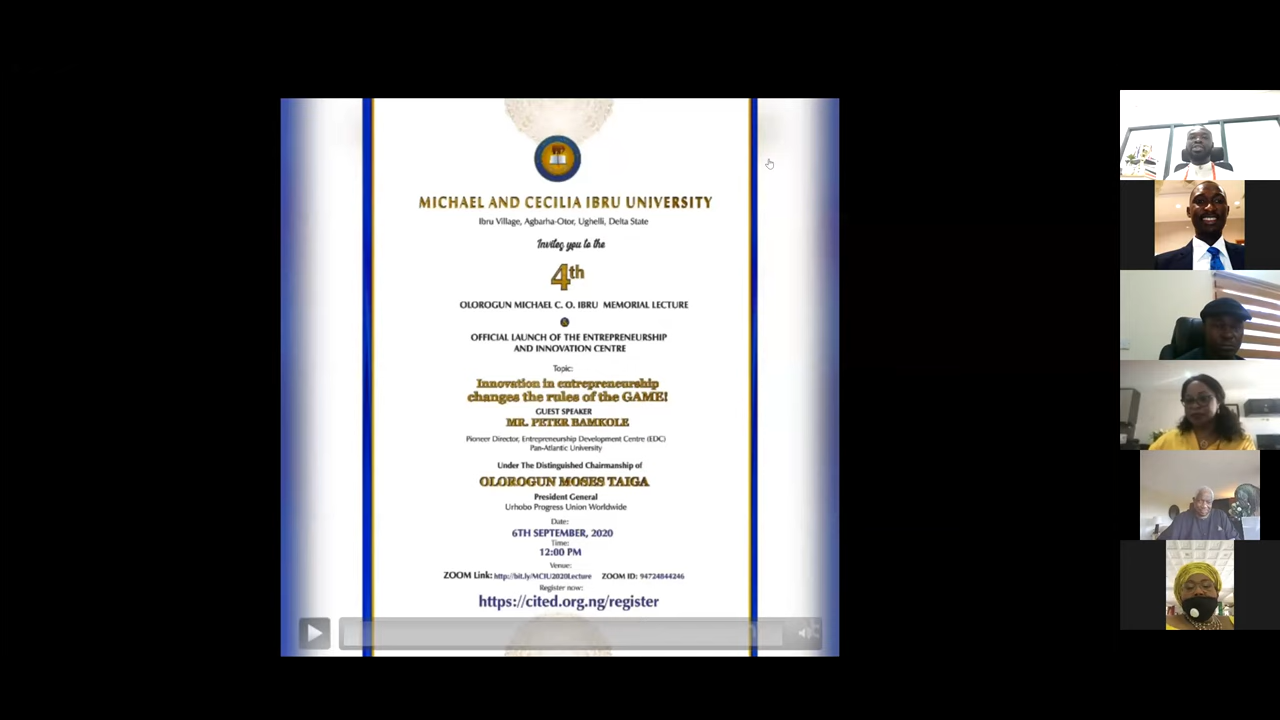 MICHAEL AND CECILIA IBRU UNIVERSITY
Ibru Village, Agbarha-Otor, Ughelli, Delta State
Invites you to the
4th
OLOROGUN MICHAEL C. O. IBRU MEMORIAL LECTURE
&
OFFICIAL LAUNCH OF THE ENTREPRENEURSHIP
AND INNOVATION CENTRE
Topic:
Innovation in entrepreneurship
changes the rules of the GAME!
GUEST SPEAKER
MR. PETER BAMKOLE
Pioneer Director, Entrepreneurship Development Centre (EDC)
Pan-Atlantic University
Under The Distinguished Chairmanship of
OLOROGUN MOSES TAIGA
President General
Urhobo Progress Union Worldwide
Date:
6TH SEPTEMBER, 2020
Time:
12:00 PM
Venue:
ZOOM Link: http://bit.ly/MCIU2020Lecture ZOOM ID: 94724844246
Register now:
https://cited.org.ng/register